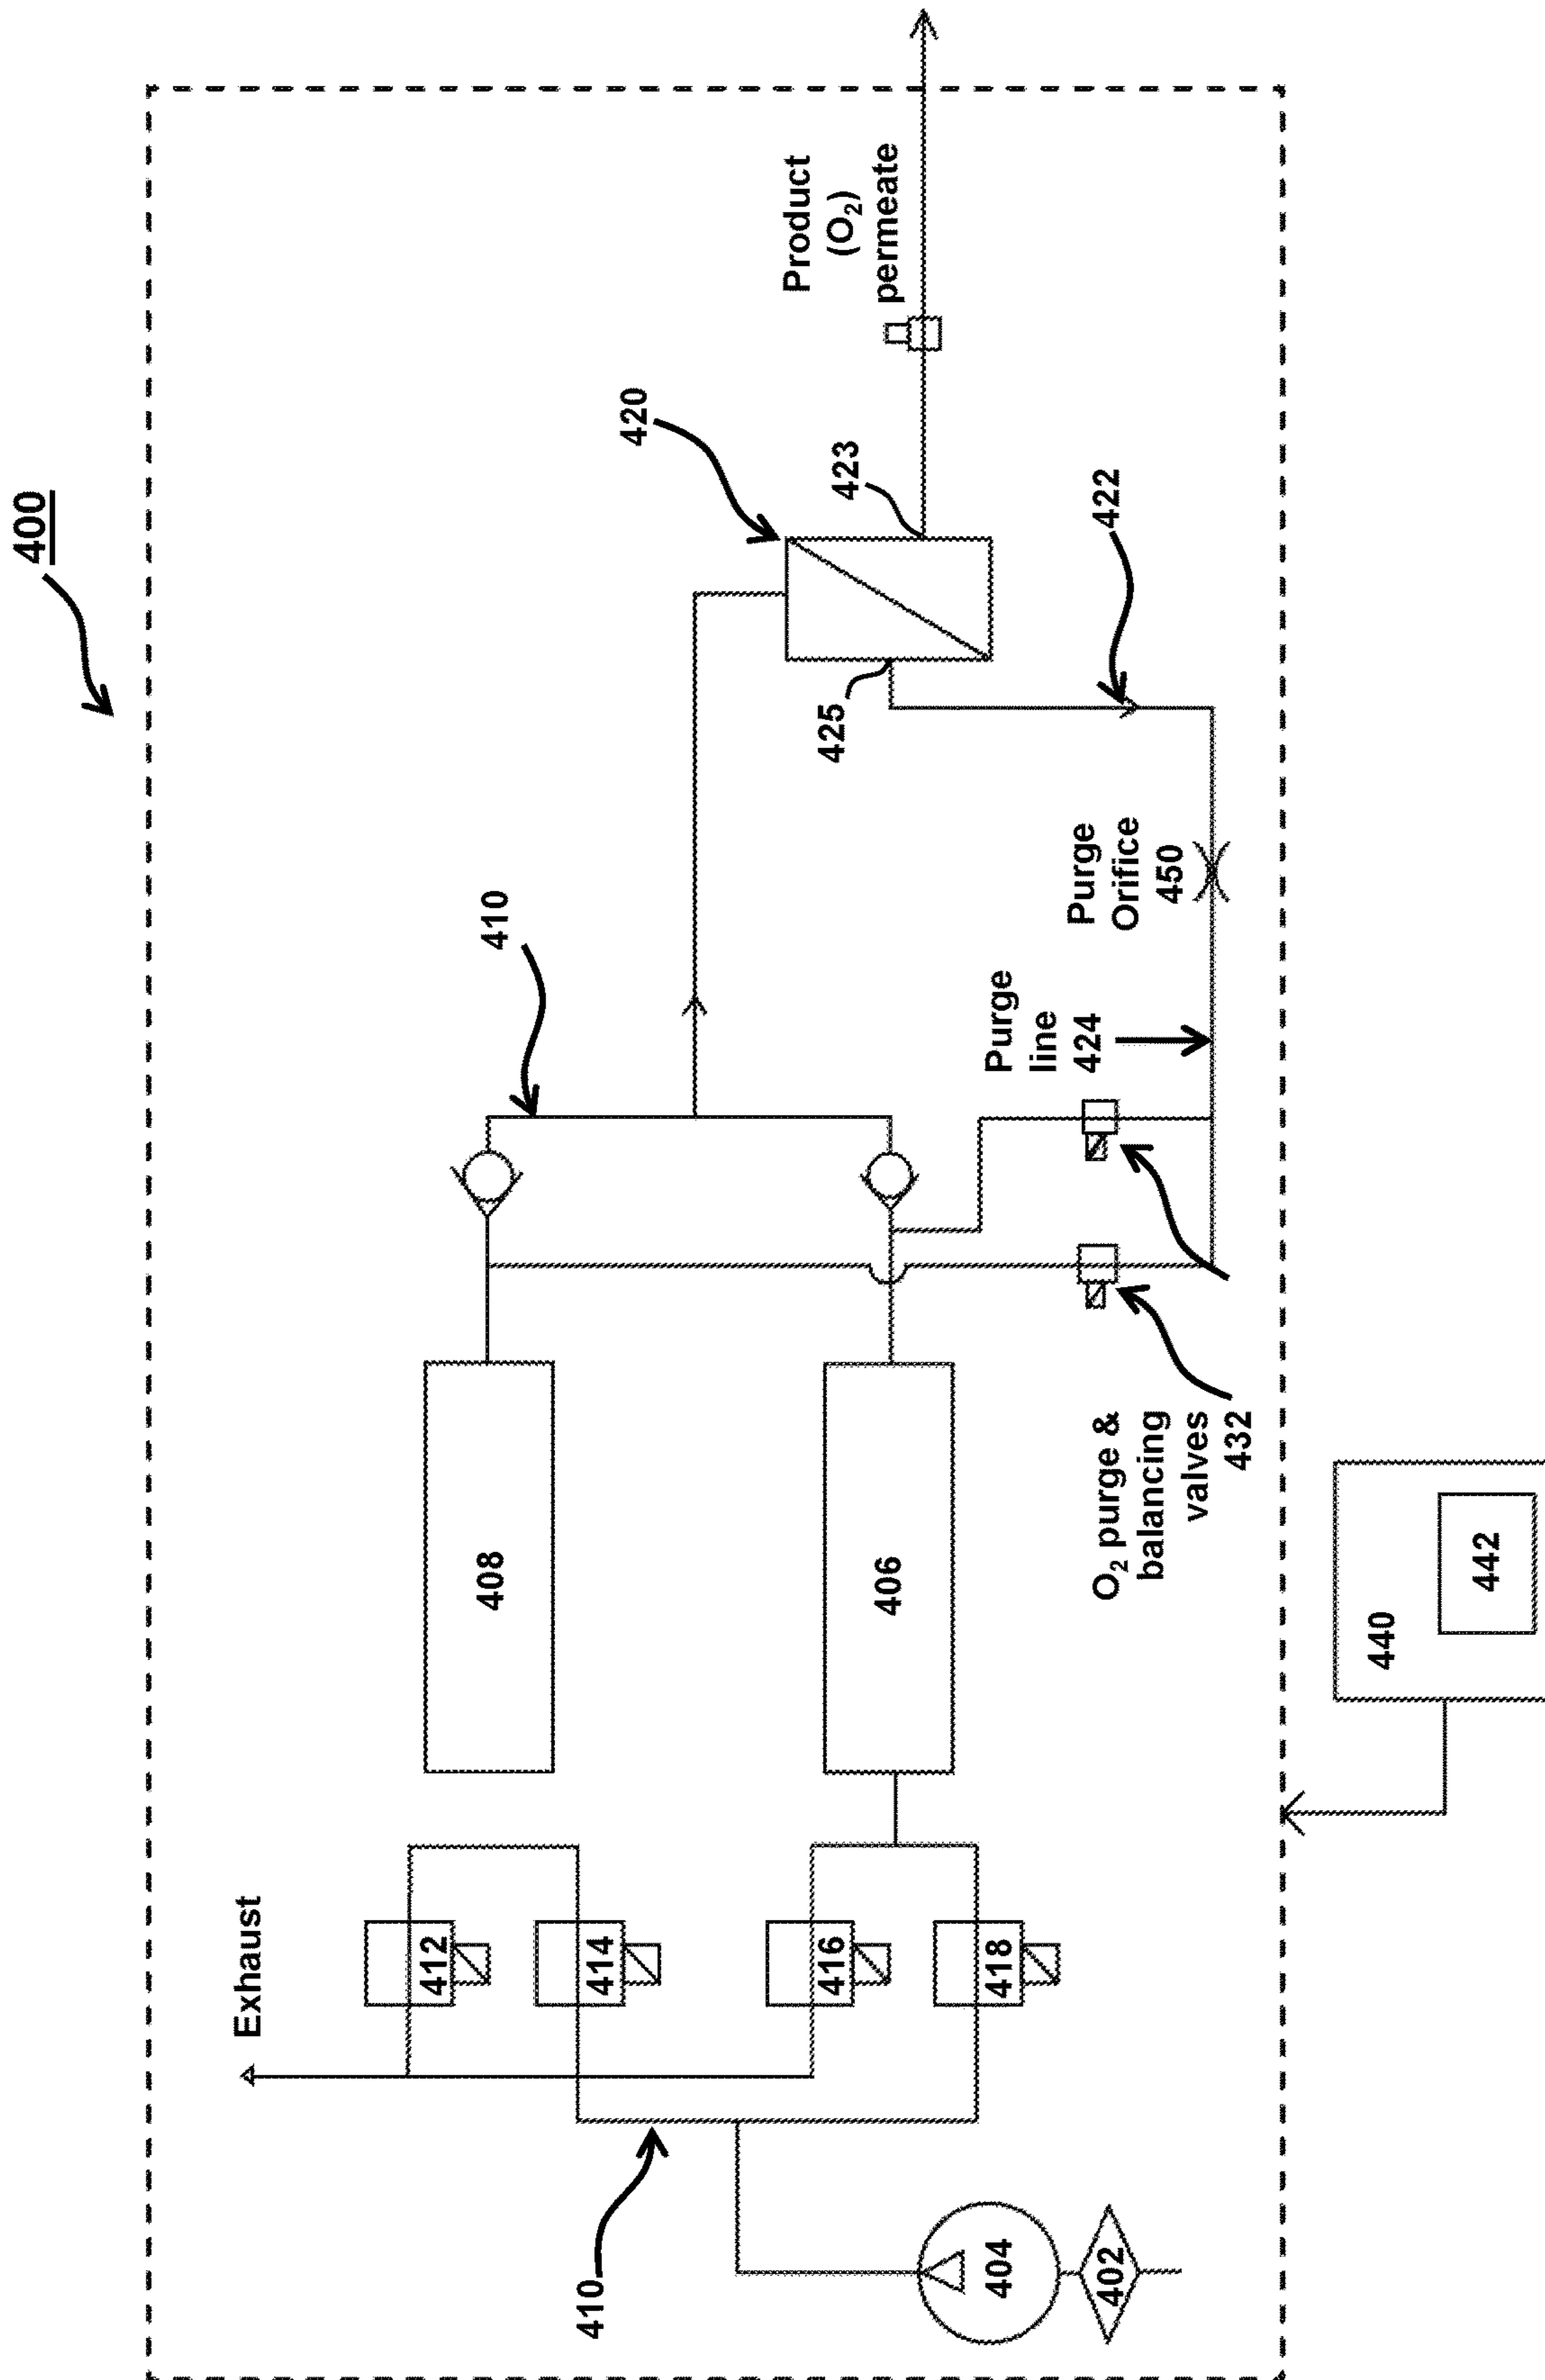 400
Exhaust
412
414
416
418
410
404
402
408
406
410
O₂ purge &
balancing
valves
432
Purge
line
424
Purge
Orifice
450
420
425
423
422
Product
(O₂)
permeate
440
442